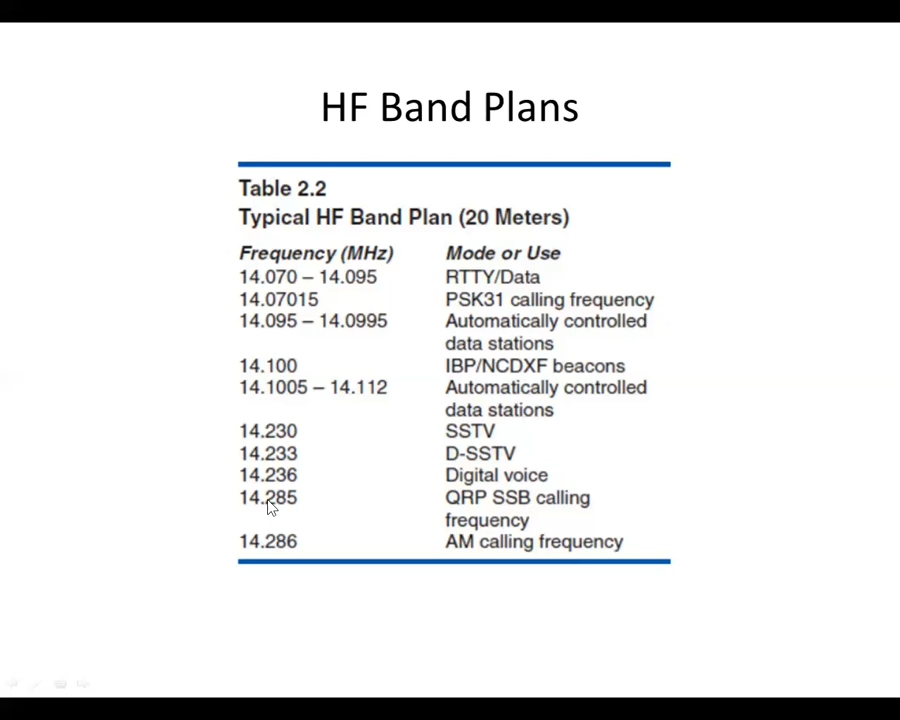 HF Band Plans
Table 2.2
Typical HF Band Plan (20 Meters)
Frequency (MHz) Mode or Use
14.070 – 14.095 RTTY/Data
14.07015 PSK31 calling frequency
14.095 – 14.0995 Automatically controlled
data stations
14.100 IBP/NCDXF beacons
14.1005 – 14.112 Automatically controlled
data stations
14.230 SSTV
14.233 D-SSTV
14.236 Digital voice
14.285 QRP SSB calling
frequency
14.286 AM calling frequency